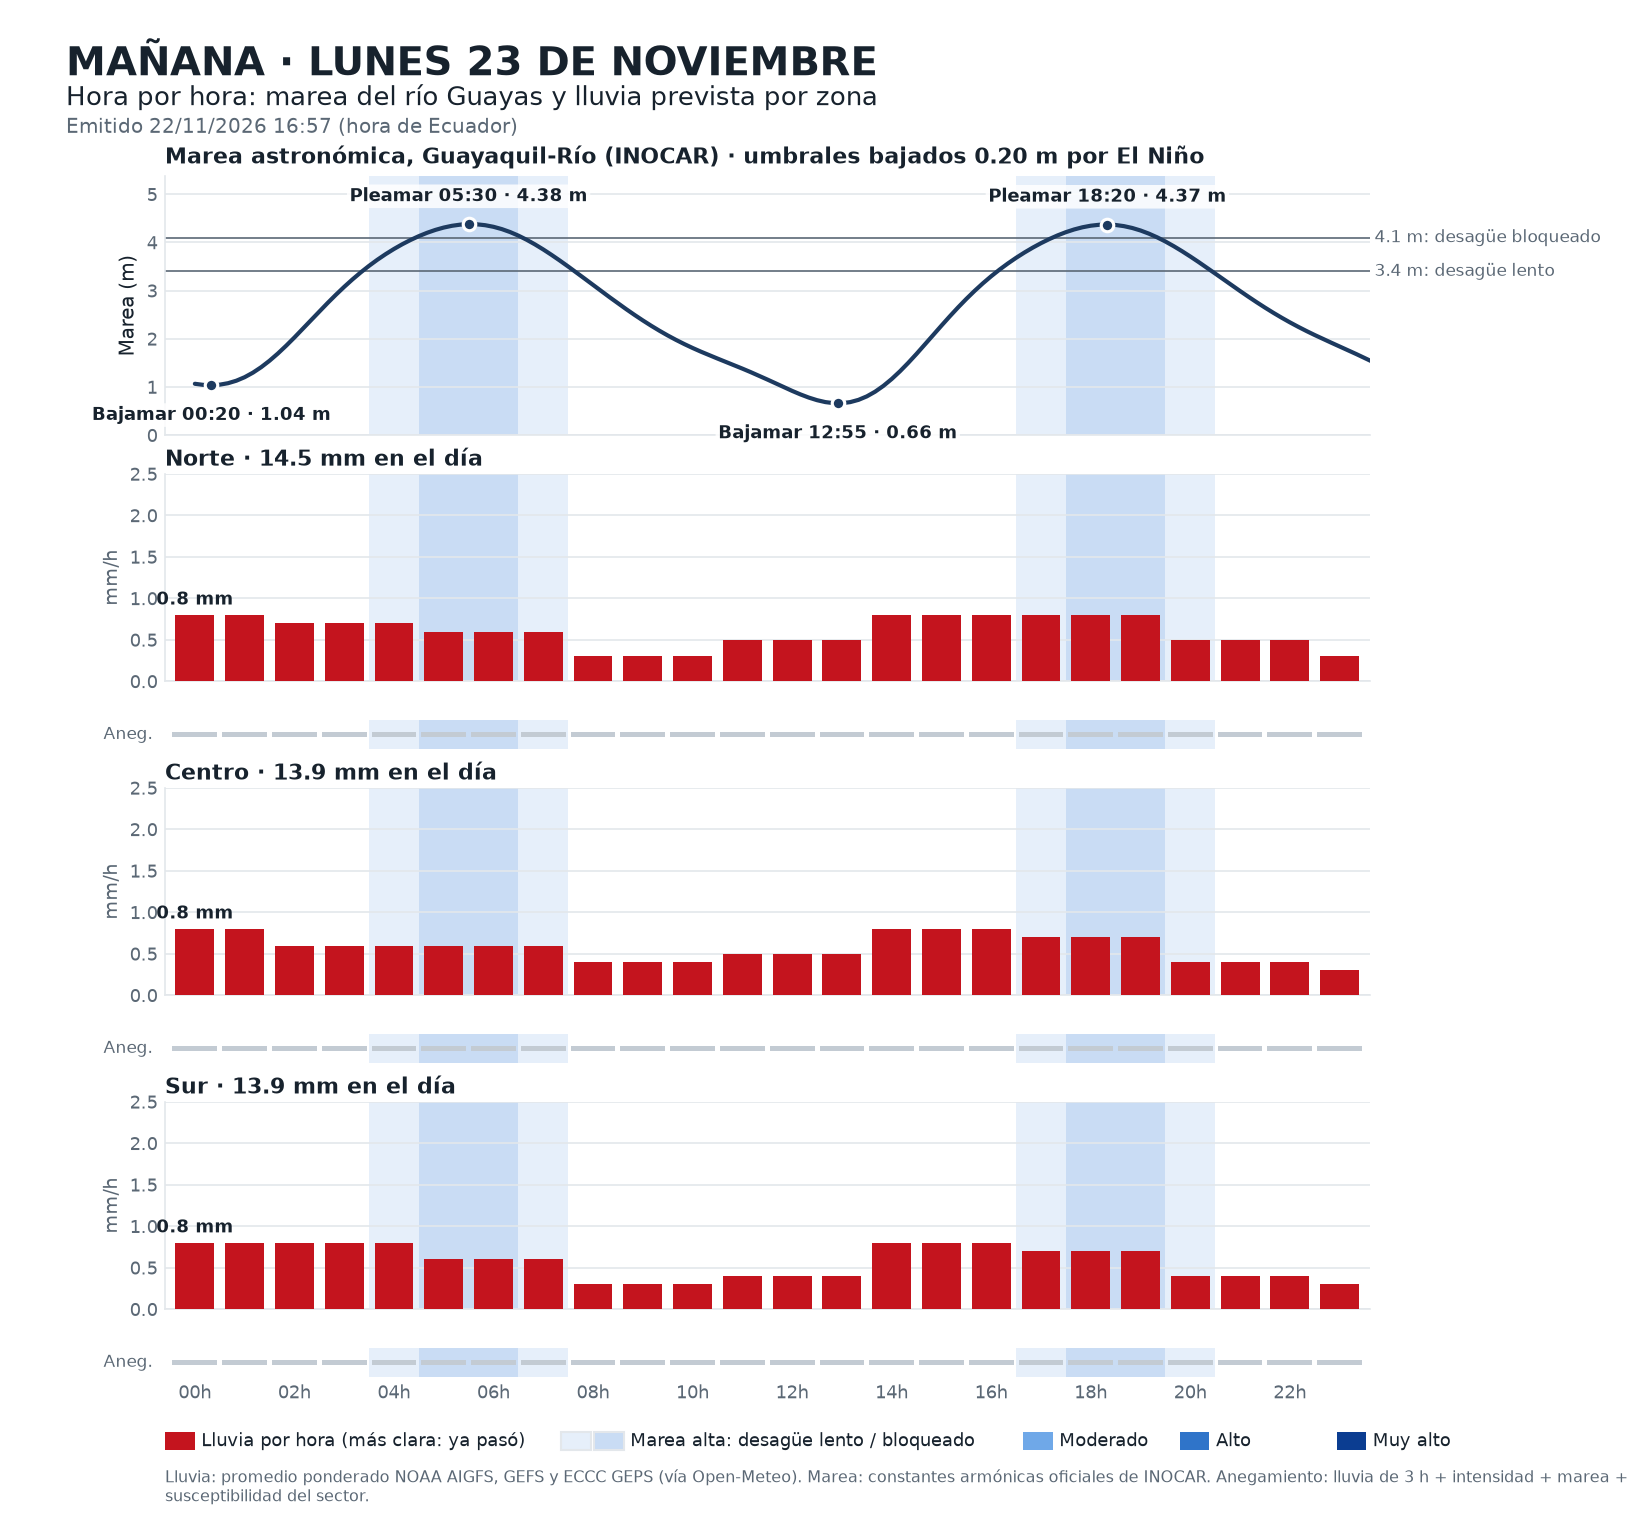 MAÑANA · LUNES 23 DE NOVIEMBRE
Hora por hora: marea del río Guayas y lluvia prevista por zona
Emitido 22/11/2026 16:57 (hora de Ecuador)
Marea astronómica, Guayaquil-Río (INOCAR) · umbrales bajados 0.20 m por El Niño
Marea (m)
5
4
3
2
1
0
Pleamar 05:30 · 4.38 m
Pleamar 18:20 · 4.37 m
4.1 m: desagüe bloqueado
3.4 m: desagüe lento
Bajamar 00:20 · 1.04 m
Bajamar 12:55 · 0.66 m
Norte · 14.5 mm en el día
mm/h
2.5
2.0
1.5
1.0
0.5
0.0
0.8 mm
Aneg.
Centro · 13.9 mm en el día
mm/h
2.5
2.0
1.5
1.0
0.5
0.0
0.8 mm
Aneg.
Sur · 13.9 mm en el día
mm/h
2.5
2.0
1.5
1.0
0.5
0.0
0.8 mm
Aneg.
00h 02h 04h 06h 08h 10h 12h 14h 16h 18h 20h 22h
Lluvia por hora (más clara: ya pasó) Marea alta: desagüe lento / bloqueado Moderado Alto Muy alto
Lluvia: promedio ponderado NOAA AIGFS, GEFS y ECCC GEPS (vía Open-Meteo). Marea: constantes armónicas oficiales de INOCAR. Anegamiento: lluvia de 3 h + intensidad + marea +
susceptibilidad del sector.